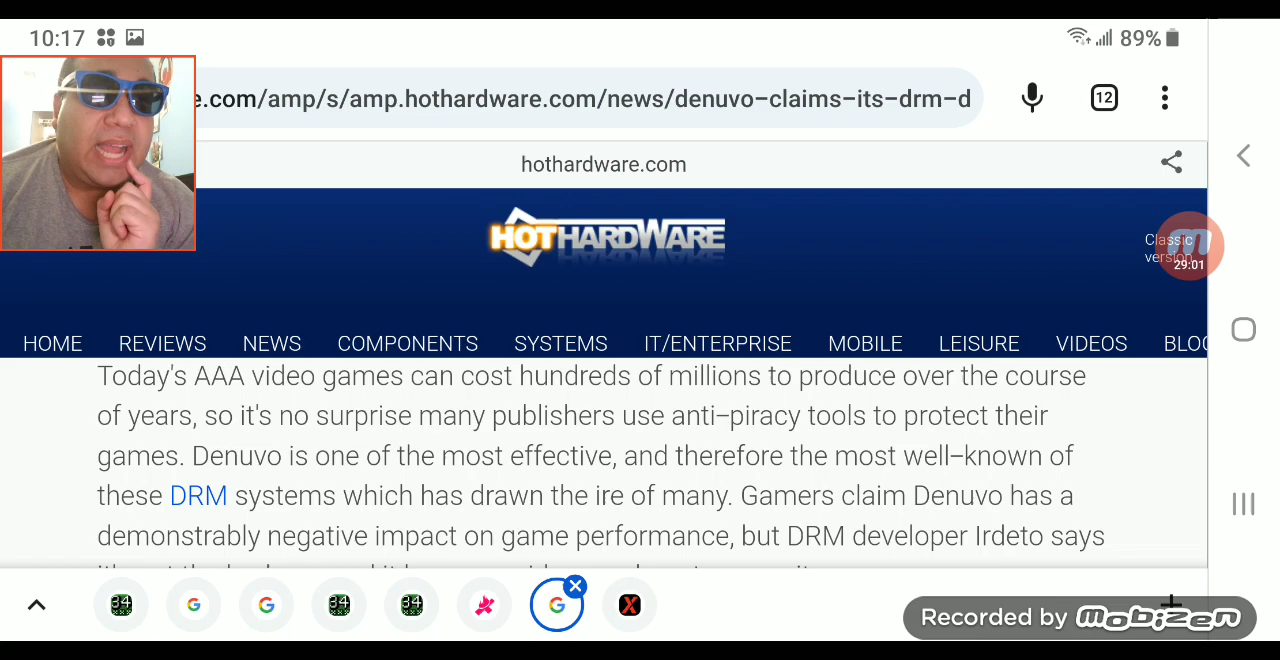 10:17
89%
e.com/amp/s/amp.hothardware.com/news/denuvo-claims-its-drm-d
12
hothardware.com
HOTHARDWARE
Classic
version
29:01
HOME REVIEWS NEWS COMPONENTS SYSTEMS IT/ENTERPRISE MOBILE LEISURE VIDEOS BLOG
Today's AAA video games can cost hundreds of millions to produce over the course
of years, so it's no surprise many publishers use anti-piracy tools to protect their
games. Denuvo is one of the most effective, and therefore the most well-known of
these DRM systems which has drawn the ire of many. Gamers claim Denuvo has a
demonstrably negative impact on game performance, but DRM developer Irdeto says
34 G G 34 34 G X
Recorded by mobizen